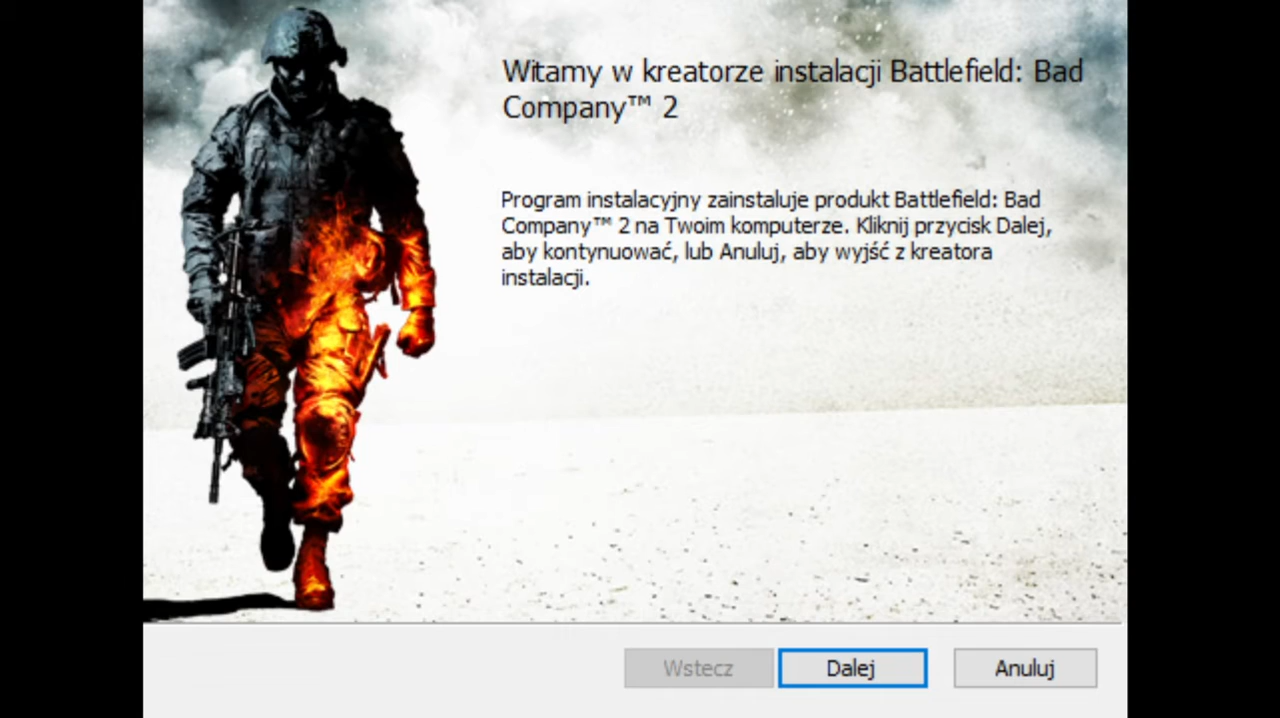 Witamy w kreatorze instalacji Battlefield: Bad
Company™ 2
Program instalacyjny zainstaluje produkt Battlefield: Bad
Company™ 2 na Twoim komputerze. Kliknij przycisk Dalej,
aby kontynuować, lub Anuluj, aby wyjść z kreatora
instalacji.
Wstecz Dalej Anuluj